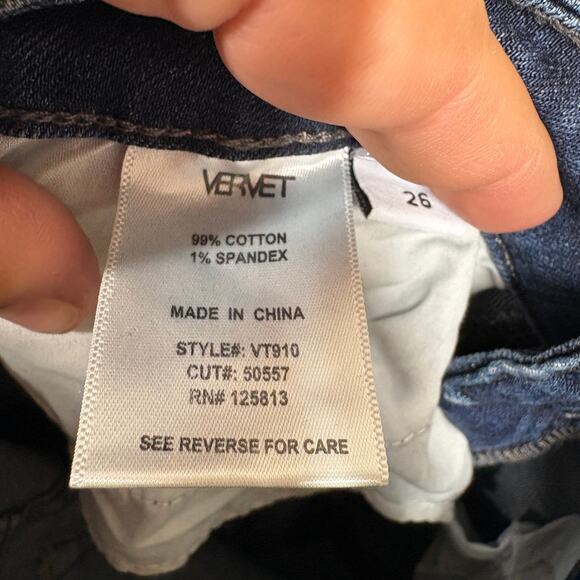 VERVET
26
99% COTTON
1% SPANDEX
MADE IN CHINA
STYLE#: VT910
CUT#: 50557
RN# 125813
SEE REVERSE FOR CARE